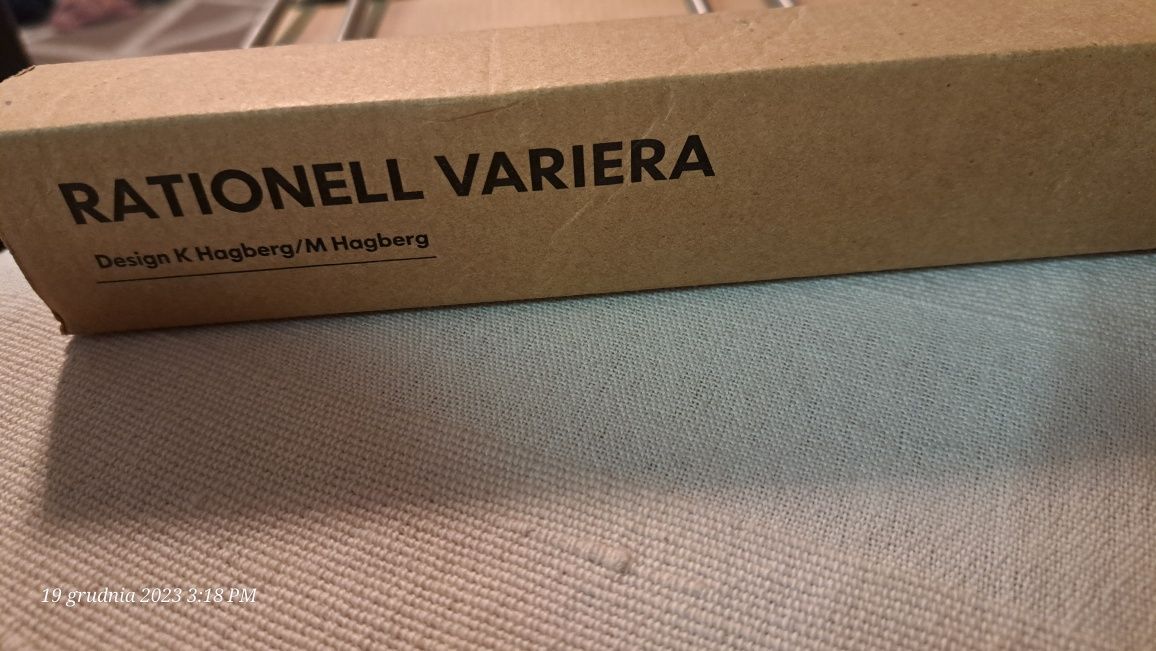 RATIONELL VARIERA
Design K Hagberg/M Hagberg
19 grudnia 2023 3:18 PM